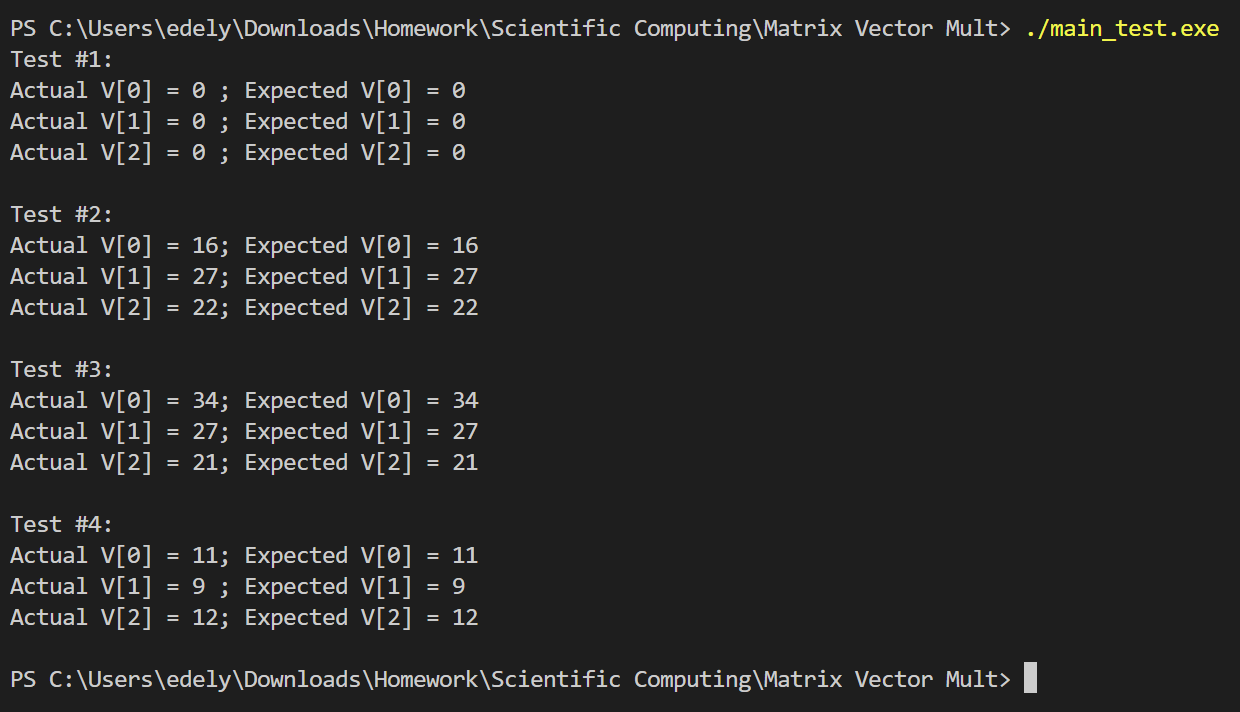 PS C:\Users\edely\Downloads\Homework\Scientific Computing\Matrix Vector Mult> ./main_test.exe
Test #1:
Actual V[0] = 0 ; Expected V[0] = 0
Actual V[1] = 0 ; Expected V[1] = 0
Actual V[2] = 0 ; Expected V[2] = 0
Test #2:
Actual V[0] = 16; Expected V[0] = 16
Actual V[1] = 27; Expected V[1] = 27
Actual V[2] = 22; Expected V[2] = 22
Test #3:
Actual V[0] = 34; Expected V[0] = 34
Actual V[1] = 27; Expected V[1] = 27
Actual V[2] = 21; Expected V[2] = 21
Test #4:
Actual V[0] = 11; Expected V[0] = 11
Actual V[1] = 9 ; Expected V[1] = 9
Actual V[2] = 12; Expected V[2] = 12
PS C:\Users\edely\Downloads\Homework\Scientific Computing\Matrix Vector Mult>